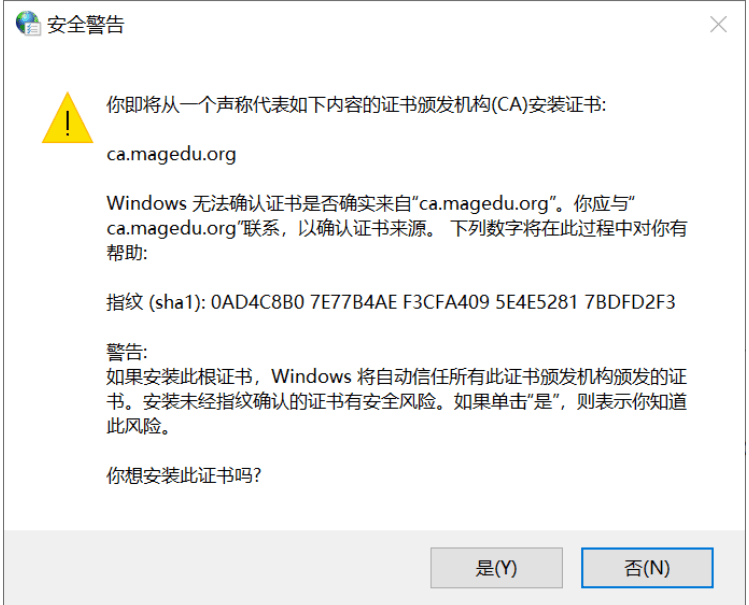 安全警告
你即将从一个声称代表如下内容的证书颁发机构(CA)安装证书:
ca.magedu.org
Windows 无法确认证书是否确实来自“ca.magedu.org”。你应与“
ca.magedu.org”联系，以确认证书来源。 下列数字将在此过程中对你有
帮助:
指纹 (sha1): 0AD4C8B0 7E77B4AE F3CFA409 5E4E5281 7BDFD2F3
警告:
如果安装此根证书，Windows 将自动信任所有此证书颁发机构颁发的证
书。安装未经指纹确认的证书有安全风险。如果单击“是”，则表示你知道
此风险。
你想安装此证书吗?
是(Y)
否(N)